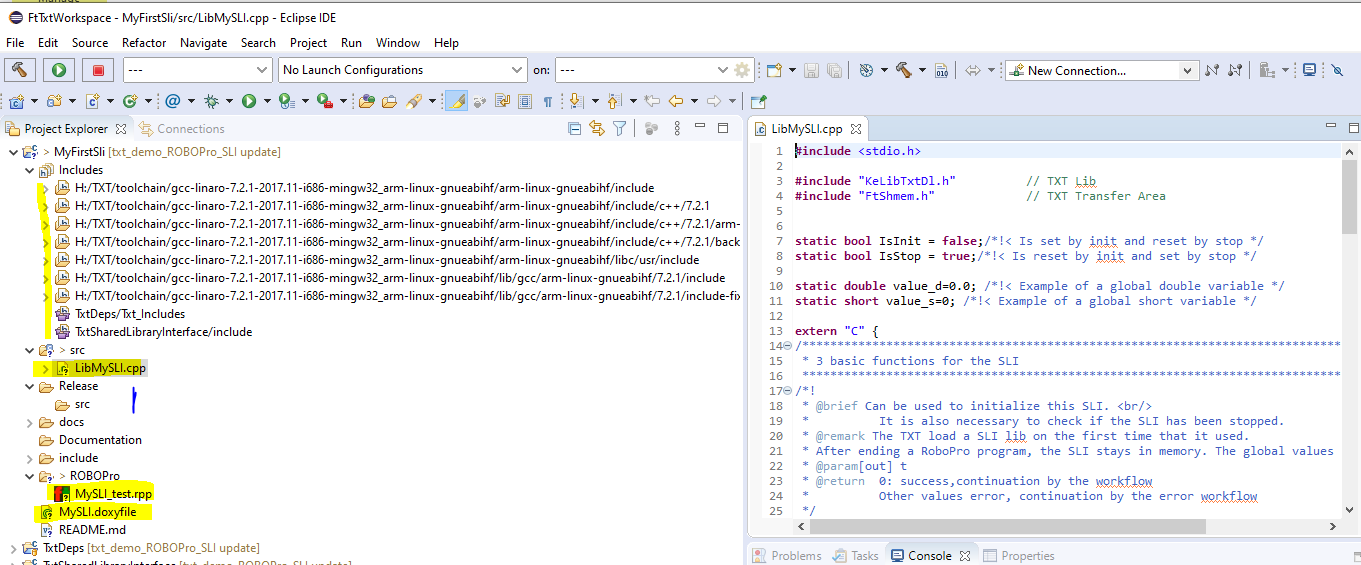 manage
FtTxtWorkspace - MyFirstSli/src/LibMySLI.cpp - Eclipse IDE
File Edit Source Refactor Navigate Search Project Run Window Help
--- No Launch Configurations on: --- New Connection...
Project Explorer Connections
> MyFirstSli [txt_demo_ROBOPro_SLI update]
Includes
H:/TXT/toolchain/gcc-linaro-7.2.1-2017.11-i686-mingw32_arm-linux-gnueabihf/arm-linux-gnueabihf/include
H:/TXT/toolchain/gcc-linaro-7.2.1-2017.11-i686-mingw32_arm-linux-gnueabihf/arm-linux-gnueabihf/include/c++/7.2.1
H:/TXT/toolchain/gcc-linaro-7.2.1-2017.11-i686-mingw32_arm-linux-gnueabihf/arm-linux-gnueabihf/include/c++/7.2.1/arm-
H:/TXT/toolchain/gcc-linaro-7.2.1-2017.11-i686-mingw32_arm-linux-gnueabihf/arm-linux-gnueabihf/include/c++/7.2.1/back
H:/TXT/toolchain/gcc-linaro-7.2.1-2017.11-i686-mingw32_arm-linux-gnueabihf/arm-linux-gnueabihf/libc/usr/include
H:/TXT/toolchain/gcc-linaro-7.2.1-2017.11-i686-mingw32_arm-linux-gnueabihf/lib/gcc/arm-linux-gnueabihf/7.2.1/include
H:/TXT/toolchain/gcc-linaro-7.2.1-2017.11-i686-mingw32_arm-linux-gnueabihf/lib/gcc/arm-linux-gnueabihf/7.2.1/include-fix
TxtDeps/Txt_Includes
TxtSharedLibraryInterface/include
> src
LibMySLI.cpp
Release
src
docs
Documentation
include
> ROBOPro
MySLI_test.rpp
MySLI.doxyfile
README.md
TxtDeps [txt_demo_ROBOPro_SLI update]
TxtSharedLibraryInterface [txt_demo_ROBOPro_SLI update]
LibMySLI.cpp
1 #include <stdio.h>
2
3 #include "KeLibTxtDl.h" // TXT Lib
4 #include "FtShmem.h" // TXT Transfer Area
5
6
7 static bool IsInit = false;/*!< Is set by init and reset by stop */
8 static bool IsStop = true;/*!< Is reset by init and set by stop */
9
10 static double value_d=0.0; /*!< Example of a global double variable */
11 static short value_s=0; /*!< Example of a global short variable */
12
13 extern "C" {
14 /******************************************************************************
15 * 3 basic functions for the SLI
16 ******************************************************************************
17 /*!
18 * @brief Can be used to initialize this SLI. <br/>
19 * It is also necessary to check if the SLI has been stopped.
20 * @remark The TXT load a SLI lib on the first time that it used.
21 * After ending a RoboPro program, the SLI stays in memory. The global values
22 * @param[out] t
23 * @return 0: success,continuation by the workflow
24 * Other values error, continuation by the error workflow
25 */
Problems Tasks Console Properties